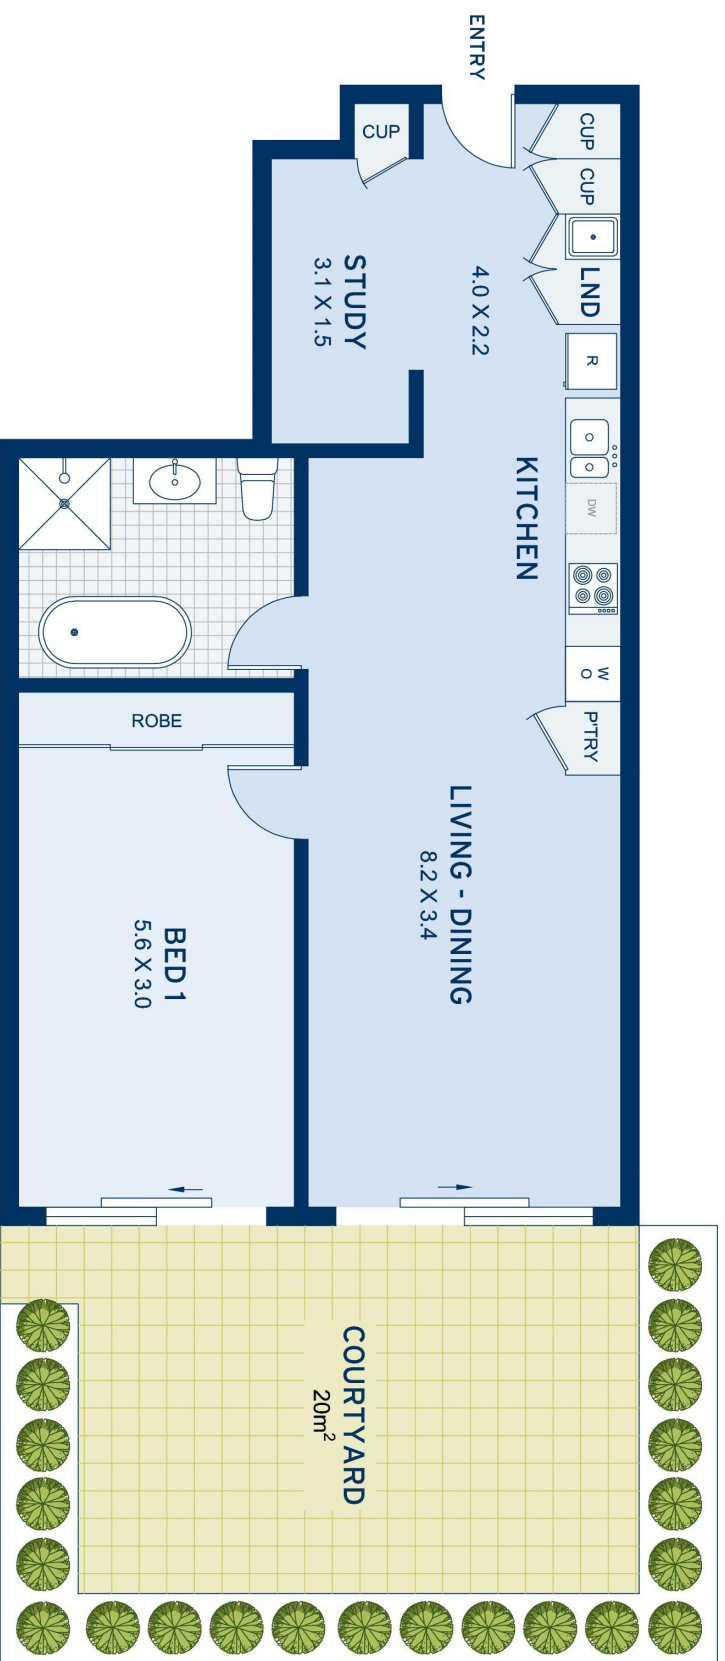 ENTRY
CUP
CUP
CUP
LND
STUDY
3.1 X 1.5
4.0 X 2.2
R
KITCHEN
DW
W
O
P'TRY
ROBE
LIVING - DINING
8.2 X 3.4
BED 1
5.6 X 3.0
COURTYARD
20m²